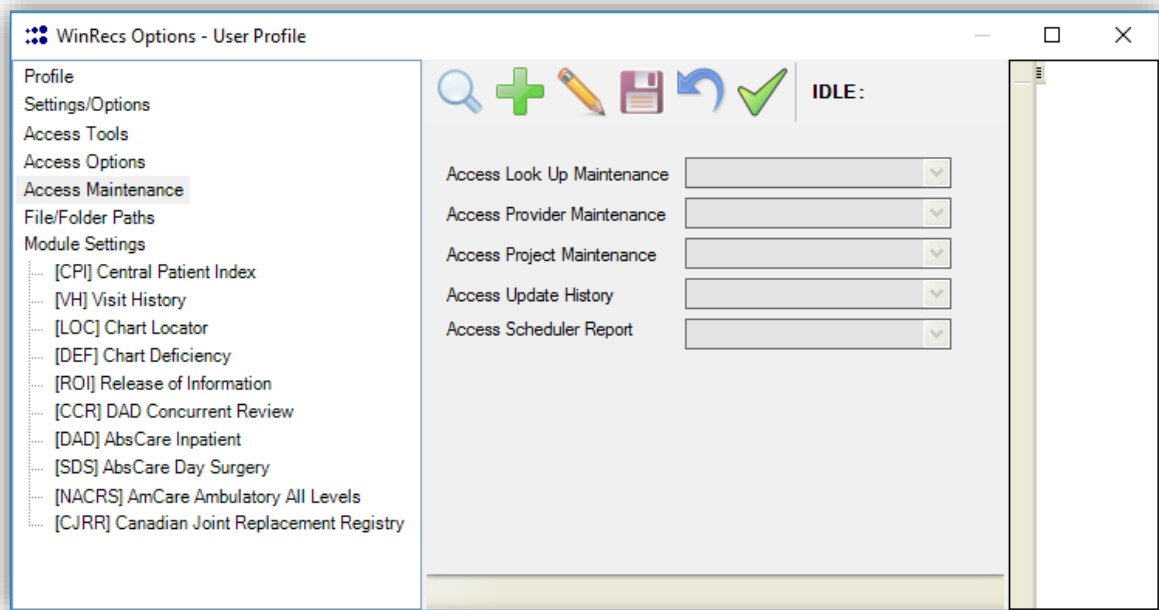 WinRecs Options - User Profile
Profile
Settings/Options
Access Tools
Access Options
Access Maintenance
File/Folder Paths
Module Settings
[CPI] Central Patient Index
[VH] Visit History
[LOC] Chart Locator
[DEF] Chart Deficiency
[ROI] Release of Information
[CCR] DAD Concurrent Review
[DAD] AbsCare Inpatient
[SDS] AbsCare Day Surgery
[NACRS] AmCare Ambulatory All Levels
[CJRR] Canadian Joint Replacement Registry
IDLE:
Access Look Up Maintenance
Access Provider Maintenance
Access Project Maintenance
Access Update History
Access Scheduler Report